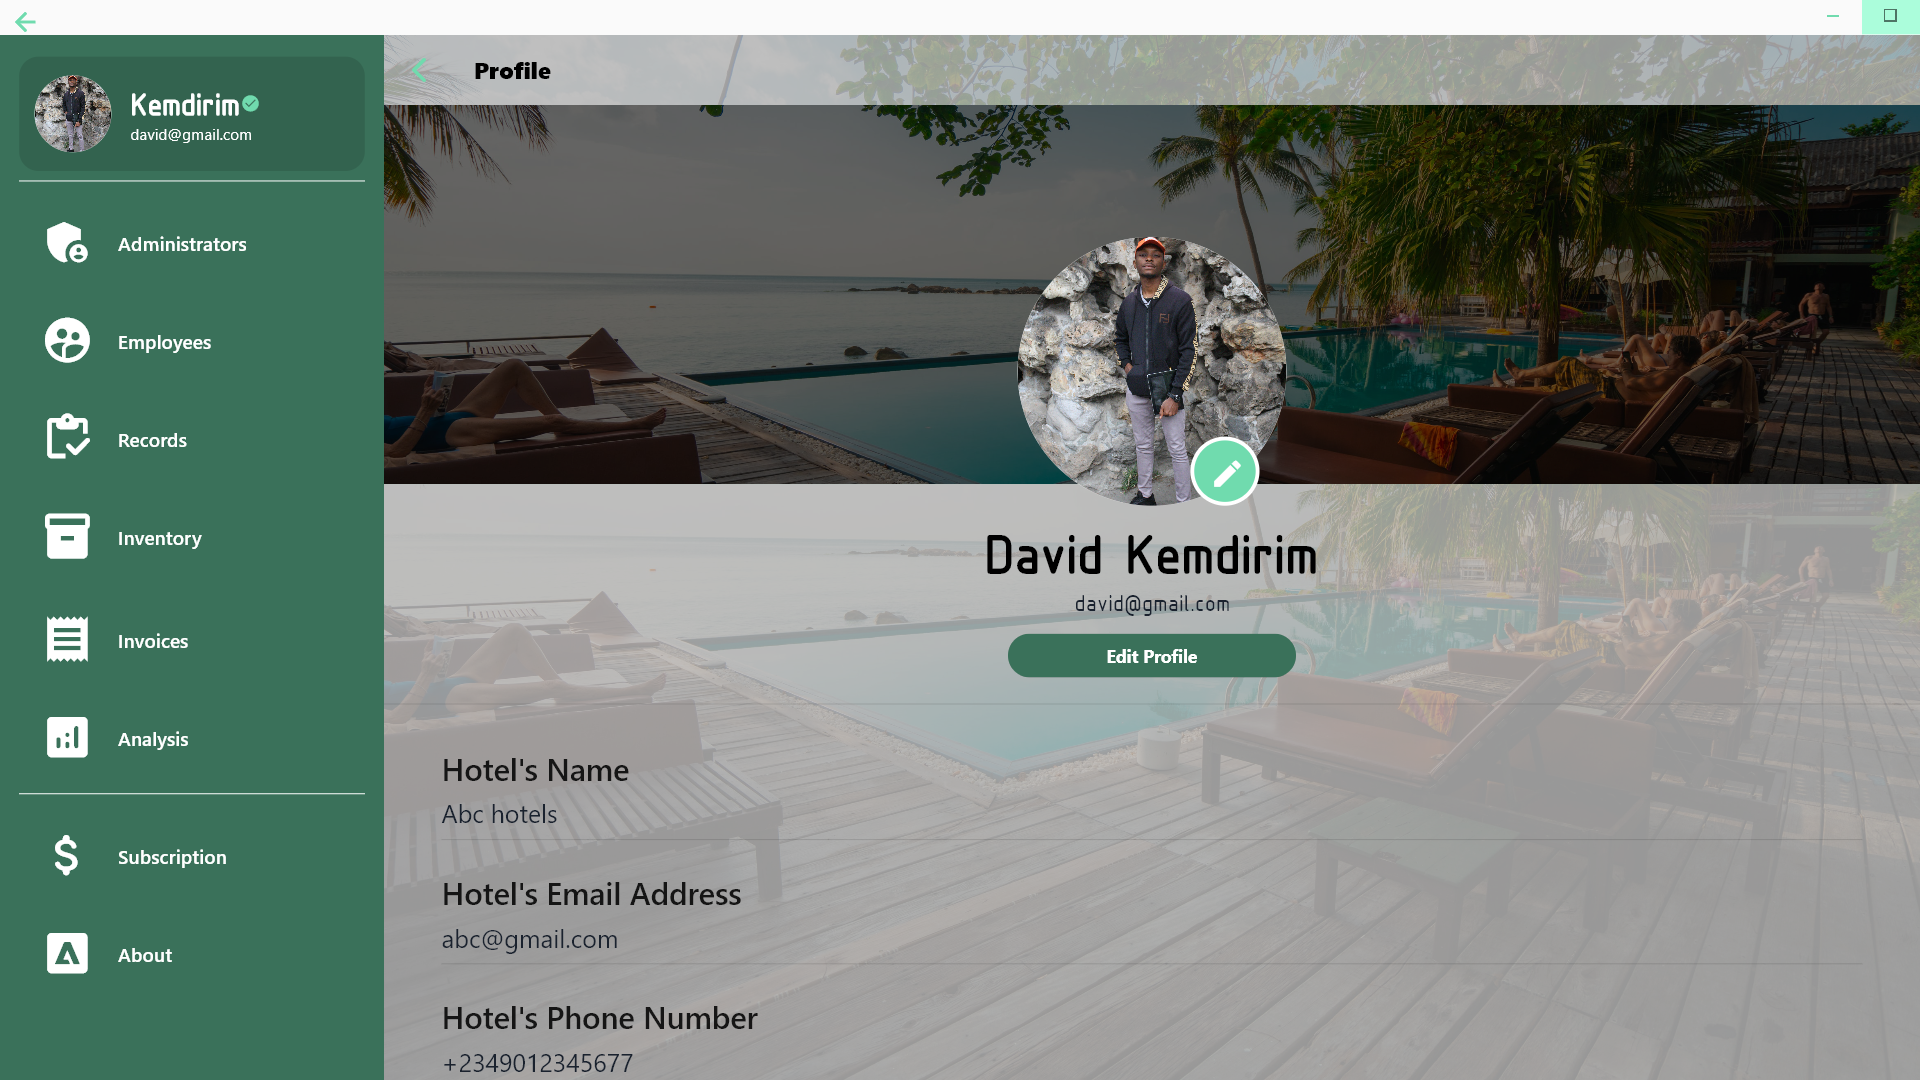 Profile
Kemdirim
david@gmail.com
Administrators
Employees
Records
Inventory
Invoices
Analysis
Subscription
About
David Kemdirim
david@gmail.com
Edit Profile
Hotel's Name
Abc hotels
Hotel's Email Address
abc@gmail.com
Hotel's Phone Number
+2349012345677